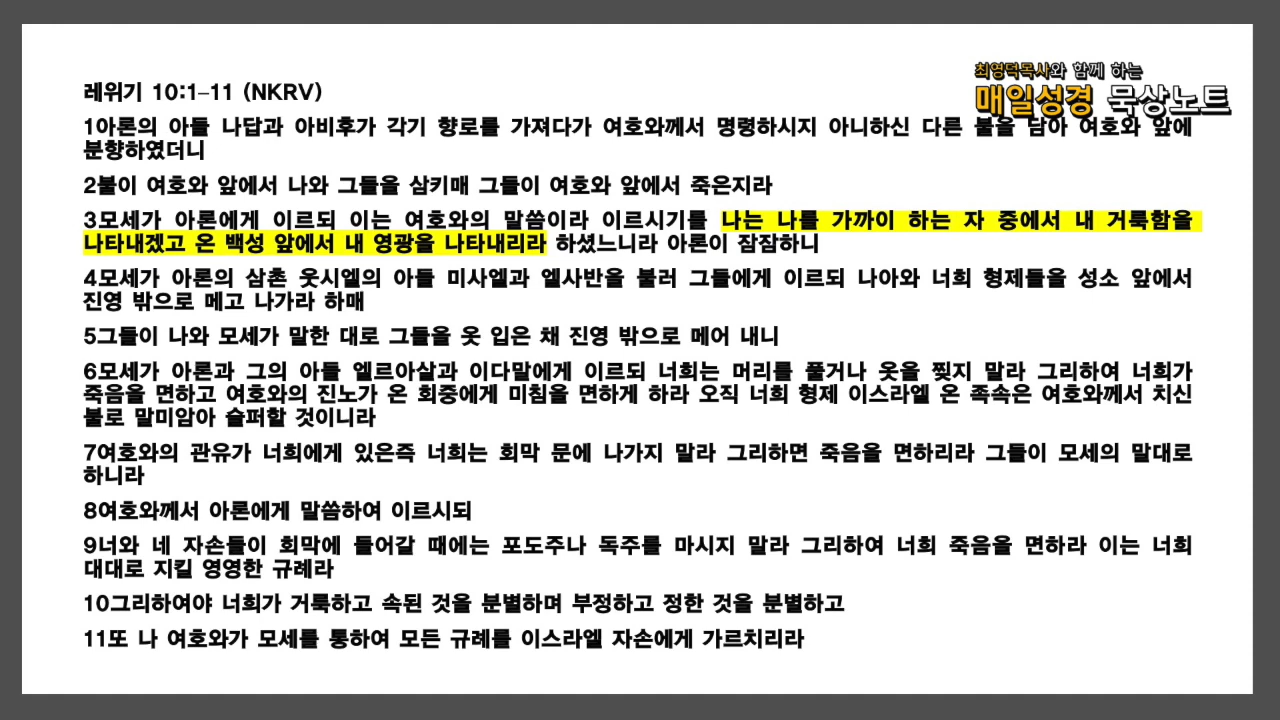 최영덕목사와 함께 하는
매일성경 묵상노트
레위기 10:1–11 (NKRV)
1아론의 아들 나답과 아비후가 각기 향로를 가져다가 여호와께서 명령하시지 아니하신 다른 불을 담아 여호와 앞에
분향하였더니
2불이 여호와 앞에서 나와 그들을 삼키매 그들이 여호와 앞에서 죽은지라
3모세가 아론에게 이르되 이는 여호와의 말씀이라 이르시기를 나는 나를 가까이 하는 자 중에서 내 거룩함을
나타내겠고 온 백성 앞에서 내 영광을 나타내리라 하셨느니라 아론이 잠잠하니
4모세가 아론의 삼촌 웃시엘의 아들 미사엘과 엘사반을 불러 그들에게 이르되 나아와 너희 형제들을 성소 앞에서
진영 밖으로 메고 나가라 하매
5그들이 나와 모세가 말한 대로 그들을 옷 입은 채 진영 밖으로 메어 내니
6모세가 아론과 그의 아들 엘르아살과 이다말에게 이르되 너희는 머리를 풀거나 옷을 찢지 말라 그리하여 너희가
죽음을 면하고 여호와의 진노가 온 회중에게 미침을 면하게 하라 오직 너희 형제 이스라엘 온 족속은 여호와께서 치신
불로 말미암아 슬퍼할 것이니라
7여호와의 관유가 너희에게 있은즉 너희는 회막 문에 나가지 말라 그리하면 죽음을 면하리라 그들이 모세의 말대로
하니라
8여호와께서 아론에게 말씀하여 이르시되
9너와 네 자손들이 회막에 들어갈 때에는 포도주나 독주를 마시지 말라 그리하여 너희 죽음을 면하라 이는 너희
대대로 지킬 영영한 규례라
10그리하여야 너희가 거룩하고 속된 것을 분별하며 부정하고 정한 것을 분별하고
11또 나 여호와가 모세를 통하여 모든 규례를 이스라엘 자손에게 가르치리라